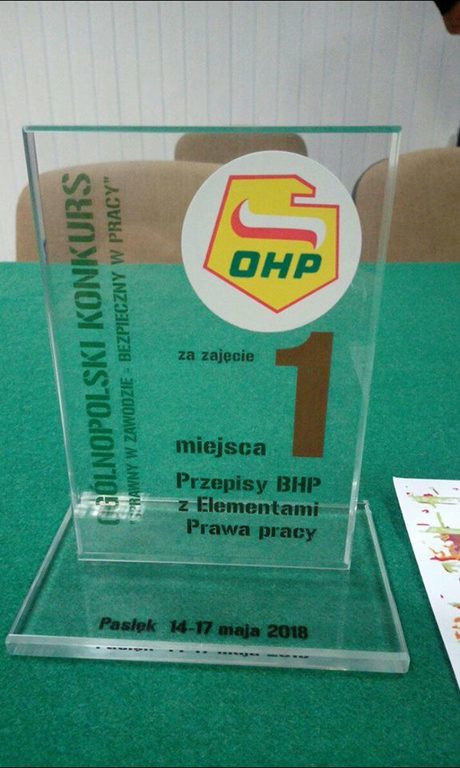 OGÓLNOPOLSKI KONKURS
"SPRAWNY W ZAWODZIE - BEZPIECZNY W PRACY"
OHP
za zajęcie
1
miejsca
Przepisy BHP
z Elementami
Prawa pracy
Pasłęk 14-17 maja 2018